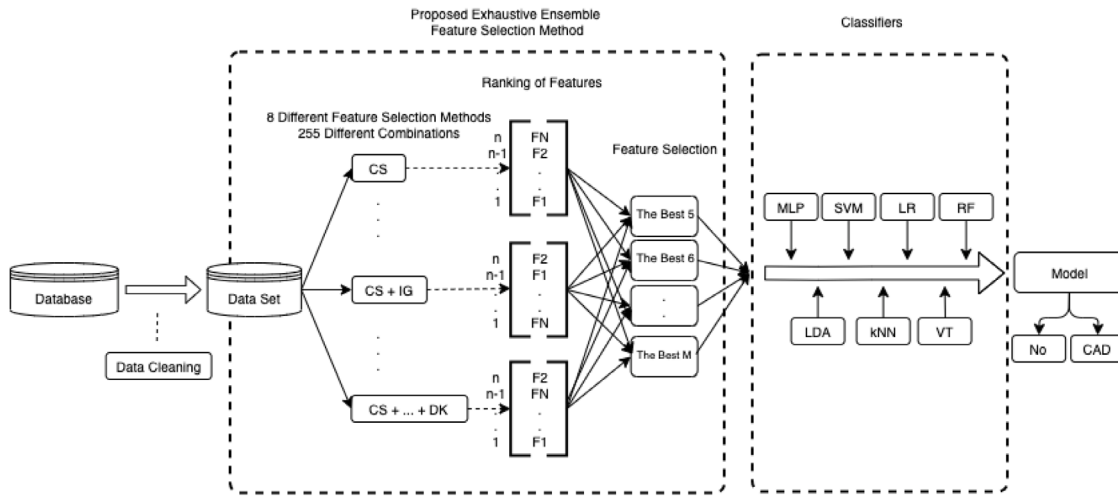 Proposed Exhaustive Ensemble
Feature Selection Method
Classifiers
Ranking of Features
8 Different Feature Selection Methods
255 Different Combinations
Feature Selection
CS
n
n-1
.
.
1
FN
F2
.
.
F1
.
.
.
CS + IG
n
n-1
.
.
1
F2
F1
.
.
FN
.
.
.
CS + ... + DK
n
n-1
.
.
1
F2
FN
.
.
F1
The Best 5
The Best 6
.
.
The Best M
Database
Data Set
Data Cleaning
MLP
SVM
LR
RF
LDA
kNN
VT
Model
No
CAD